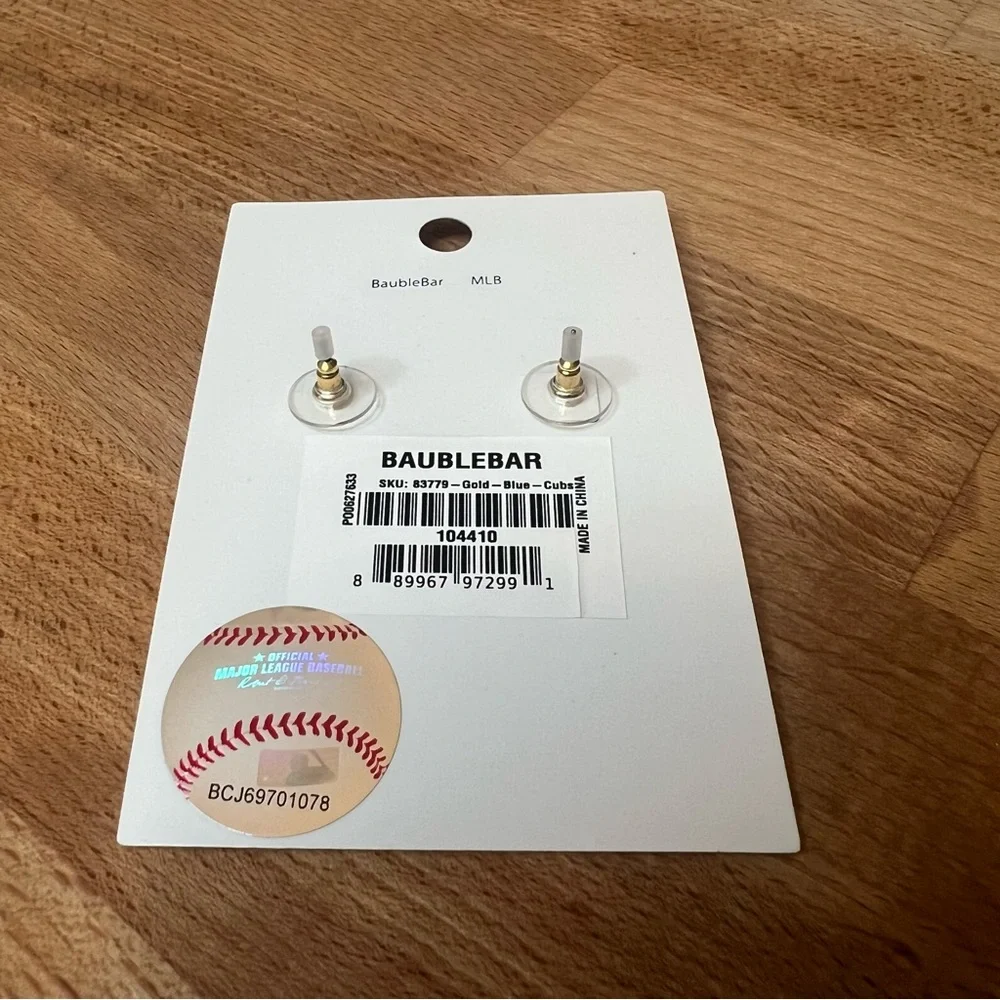 BaubleBar MLB
BAUBLEBAR
SKU: 83779-Gold-Blue-Cubs
P00627633
MADE IN CHINA
104410
8 89967 97299 1
★ OFFICIAL ★
MAJOR LEAGUE BASEBALL
BCJ69701078